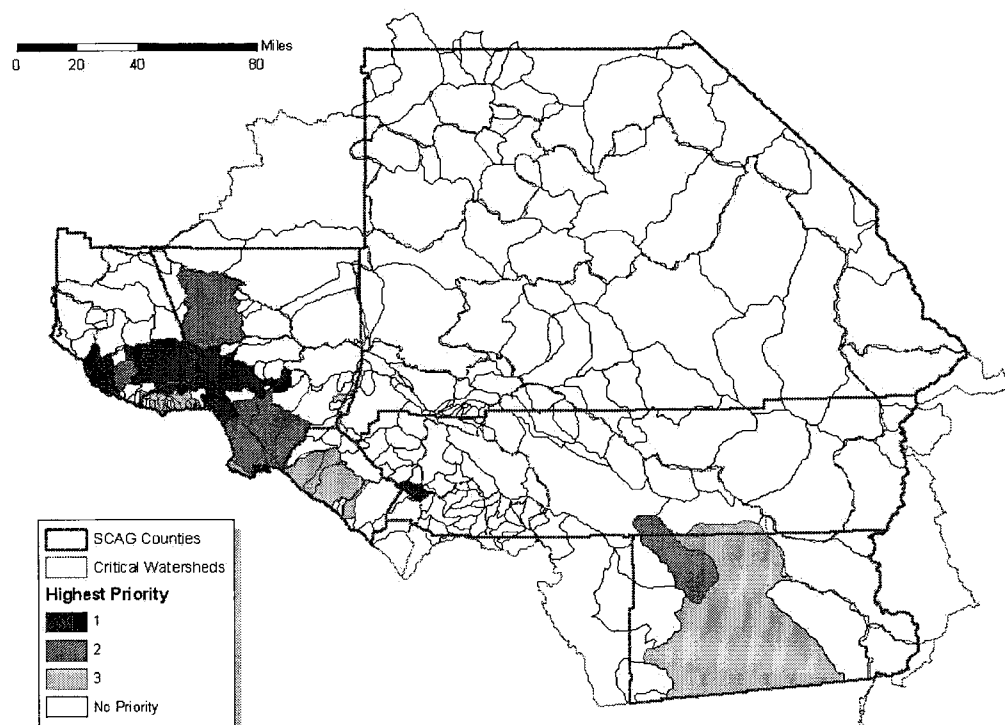 Miles
0 20 40 80
SCAG Counties
Critical Watersheds
Highest Priority
1
2
3
No Priority